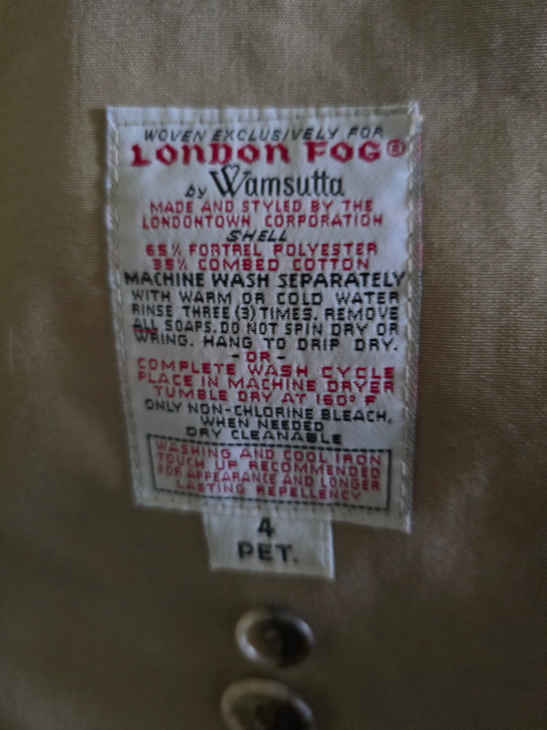 WOVEN EXCLUSIVELY FOR
LONDON FOG®
by Wamsutta
MADE AND STYLED BY THE
LONDONTOWN CORPORATION
SHELL
65% FORTREL POLYESTER
35% COMBED COTTON
MACHINE WASH SEPARATELY
WITH WARM OR COLD WATER
RINSE THREE (3) TIMES. REMOVE
ALL SOAPS. DO NOT SPIN DRY OR
WRING. HANG TO DRIP DRY.
- OR -
COMPLETE WASH CYCLE
PLACE IN MACHINE DRYER
TUMBLE DRY AT 160° F
ONLY NON-CHLORINE BLEACH,
WHEN NEEDED
DRY CLEANABLE
WASHING AND COOL IRON
TOUCH UP RECOMMENDED
FOR APPEARANCE AND LONGER
LASTING REPELLENCY
4
PET.